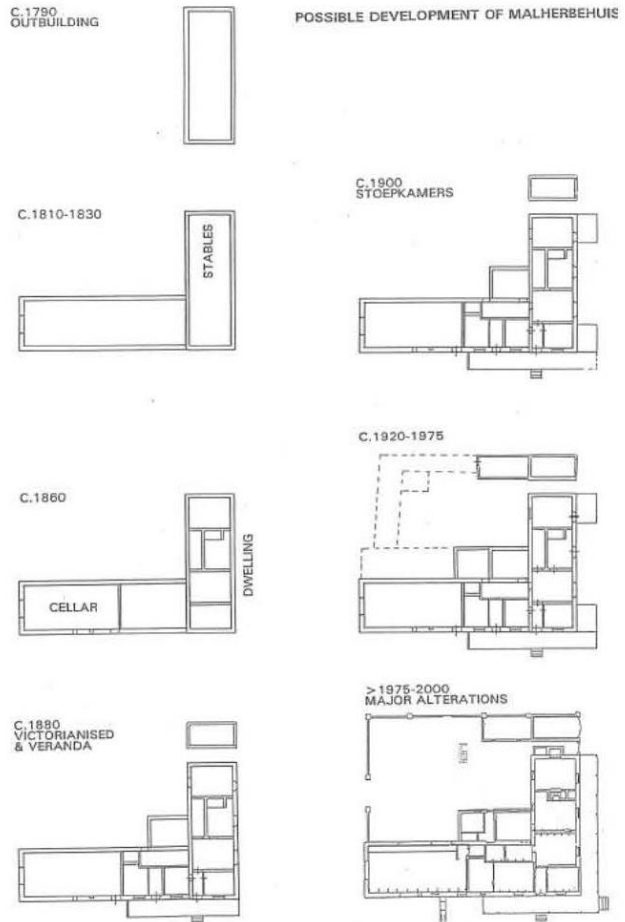 C.1790
OUTBUILDING
POSSIBLE DEVELOPMENT OF MALHERBEHUIS
C.1810-1830
STABLES
C.1860
CELLAR
DWELLING
C.1880
VICTORIANISED
& VERANDA
C.1900
STOEPKAMERS
C.1920-1975
>1975-2000
MAJOR ALTERATIONS